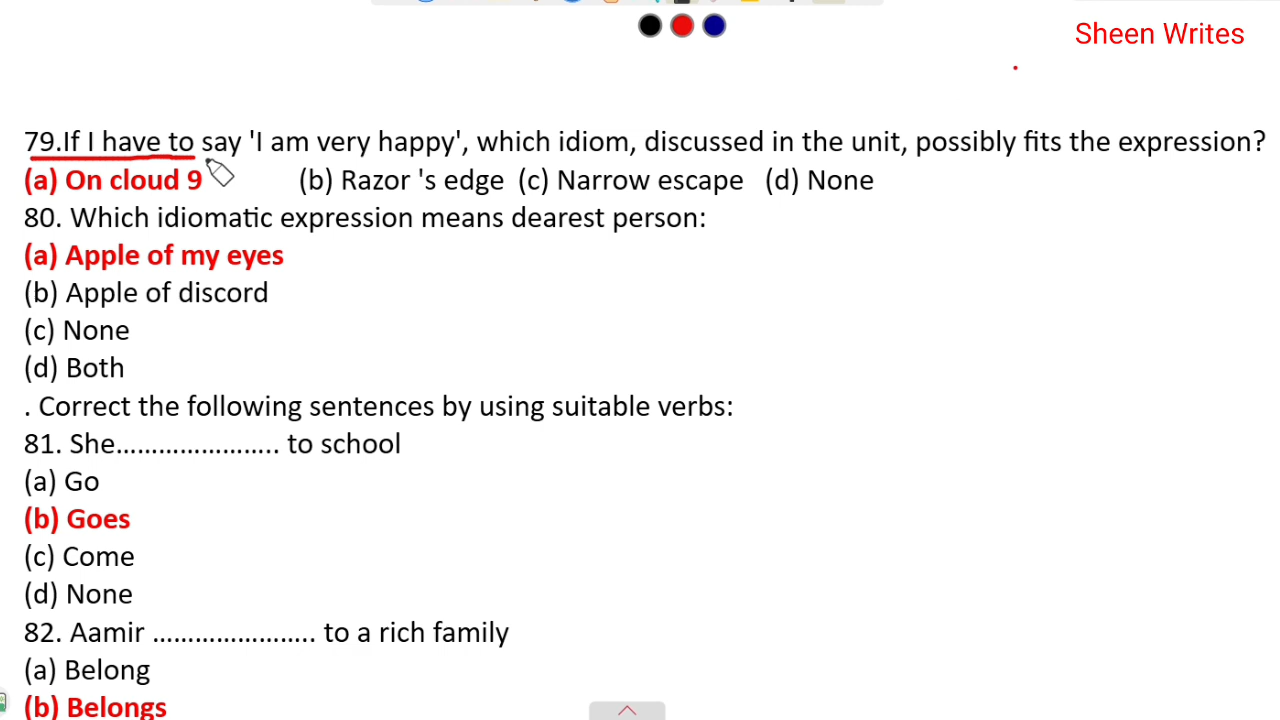 Sheen Writes
79.If I have to say 'I am very happy', which idiom, discussed in the unit, possibly fits the expression?
(a) On cloud 9 (b) Razor 's edge (c) Narrow escape (d) None
80. Which idiomatic expression means dearest person:
(a) Apple of my eyes
(b) Apple of discord
(c) None
(d) Both
. Correct the following sentences by using suitable verbs:
81. She....................... to school
(a) Go
(b) Goes
(c) Come
(d) None
82. Aamir ....................... to a rich family
(a) Belong
(b) Belongs